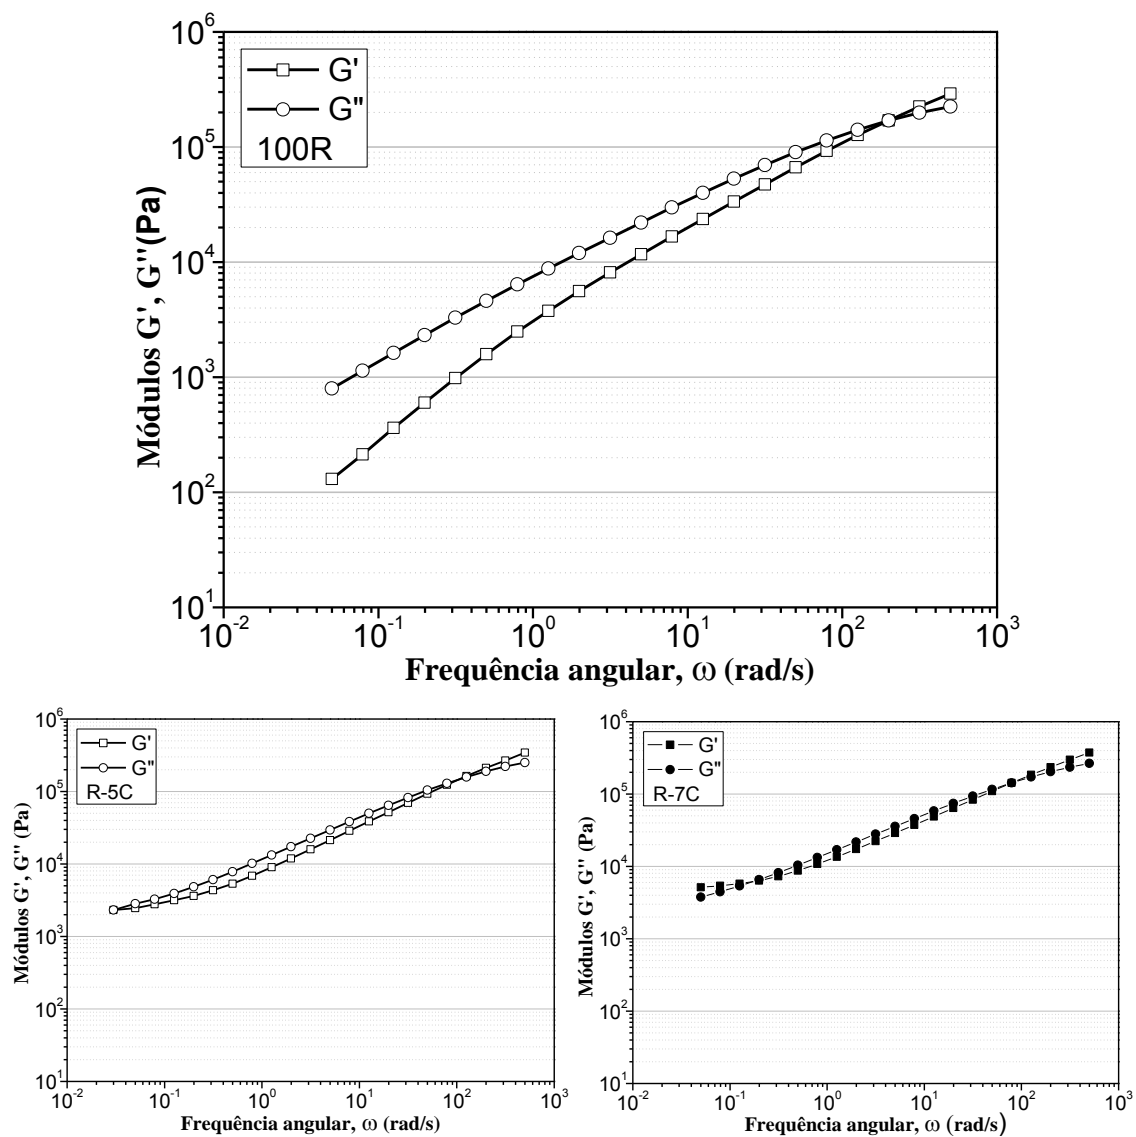 10^6
10^5
10^4
10^3
10^2
10^1
Módulos G', G''(Pa)
G'
G"
100R
10^-2 10^-1 10^0 10^1 10^2 10^3
Frequência angular, ω (rad/s)
10^6
10^5
10^4
10^3
10^2
10^1
Módulos G', G'' (Pa)
G'
G"
R-5C
10^-2 10^-1 10^0 10^1 10^2 10^3
Frequência angular, ω (rad/s)
10^6
10^5
10^4
10^3
10^2
10^1
Módulos G', G'' (Pa)
G'
G"
R-7C
10^-2 10^-1 10^0 10^1 10^2 10^3
Frequência angular, ω (rad/s)